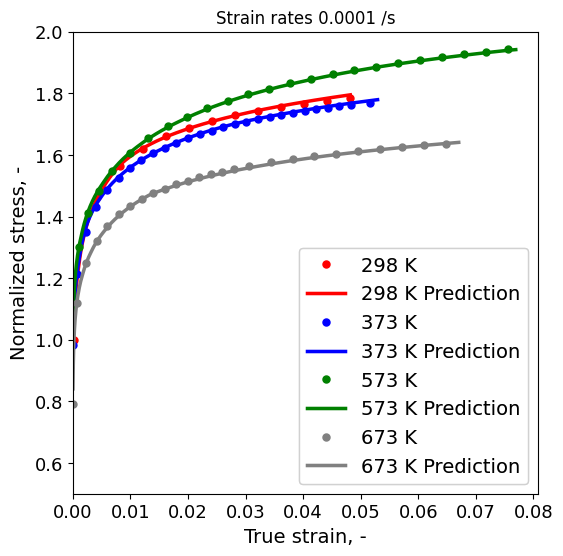 Strain rates 0.0001 /s
Normalized stress, -
2.0
1.8
1.6
1.4
1.2
1.0
0.8
0.6
298 K
298 K Prediction
373 K
373 K Prediction
573 K
573 K Prediction
673 K
673 K Prediction
0.00 0.01 0.02 0.03 0.04 0.05 0.06 0.07 0.08
True strain, -